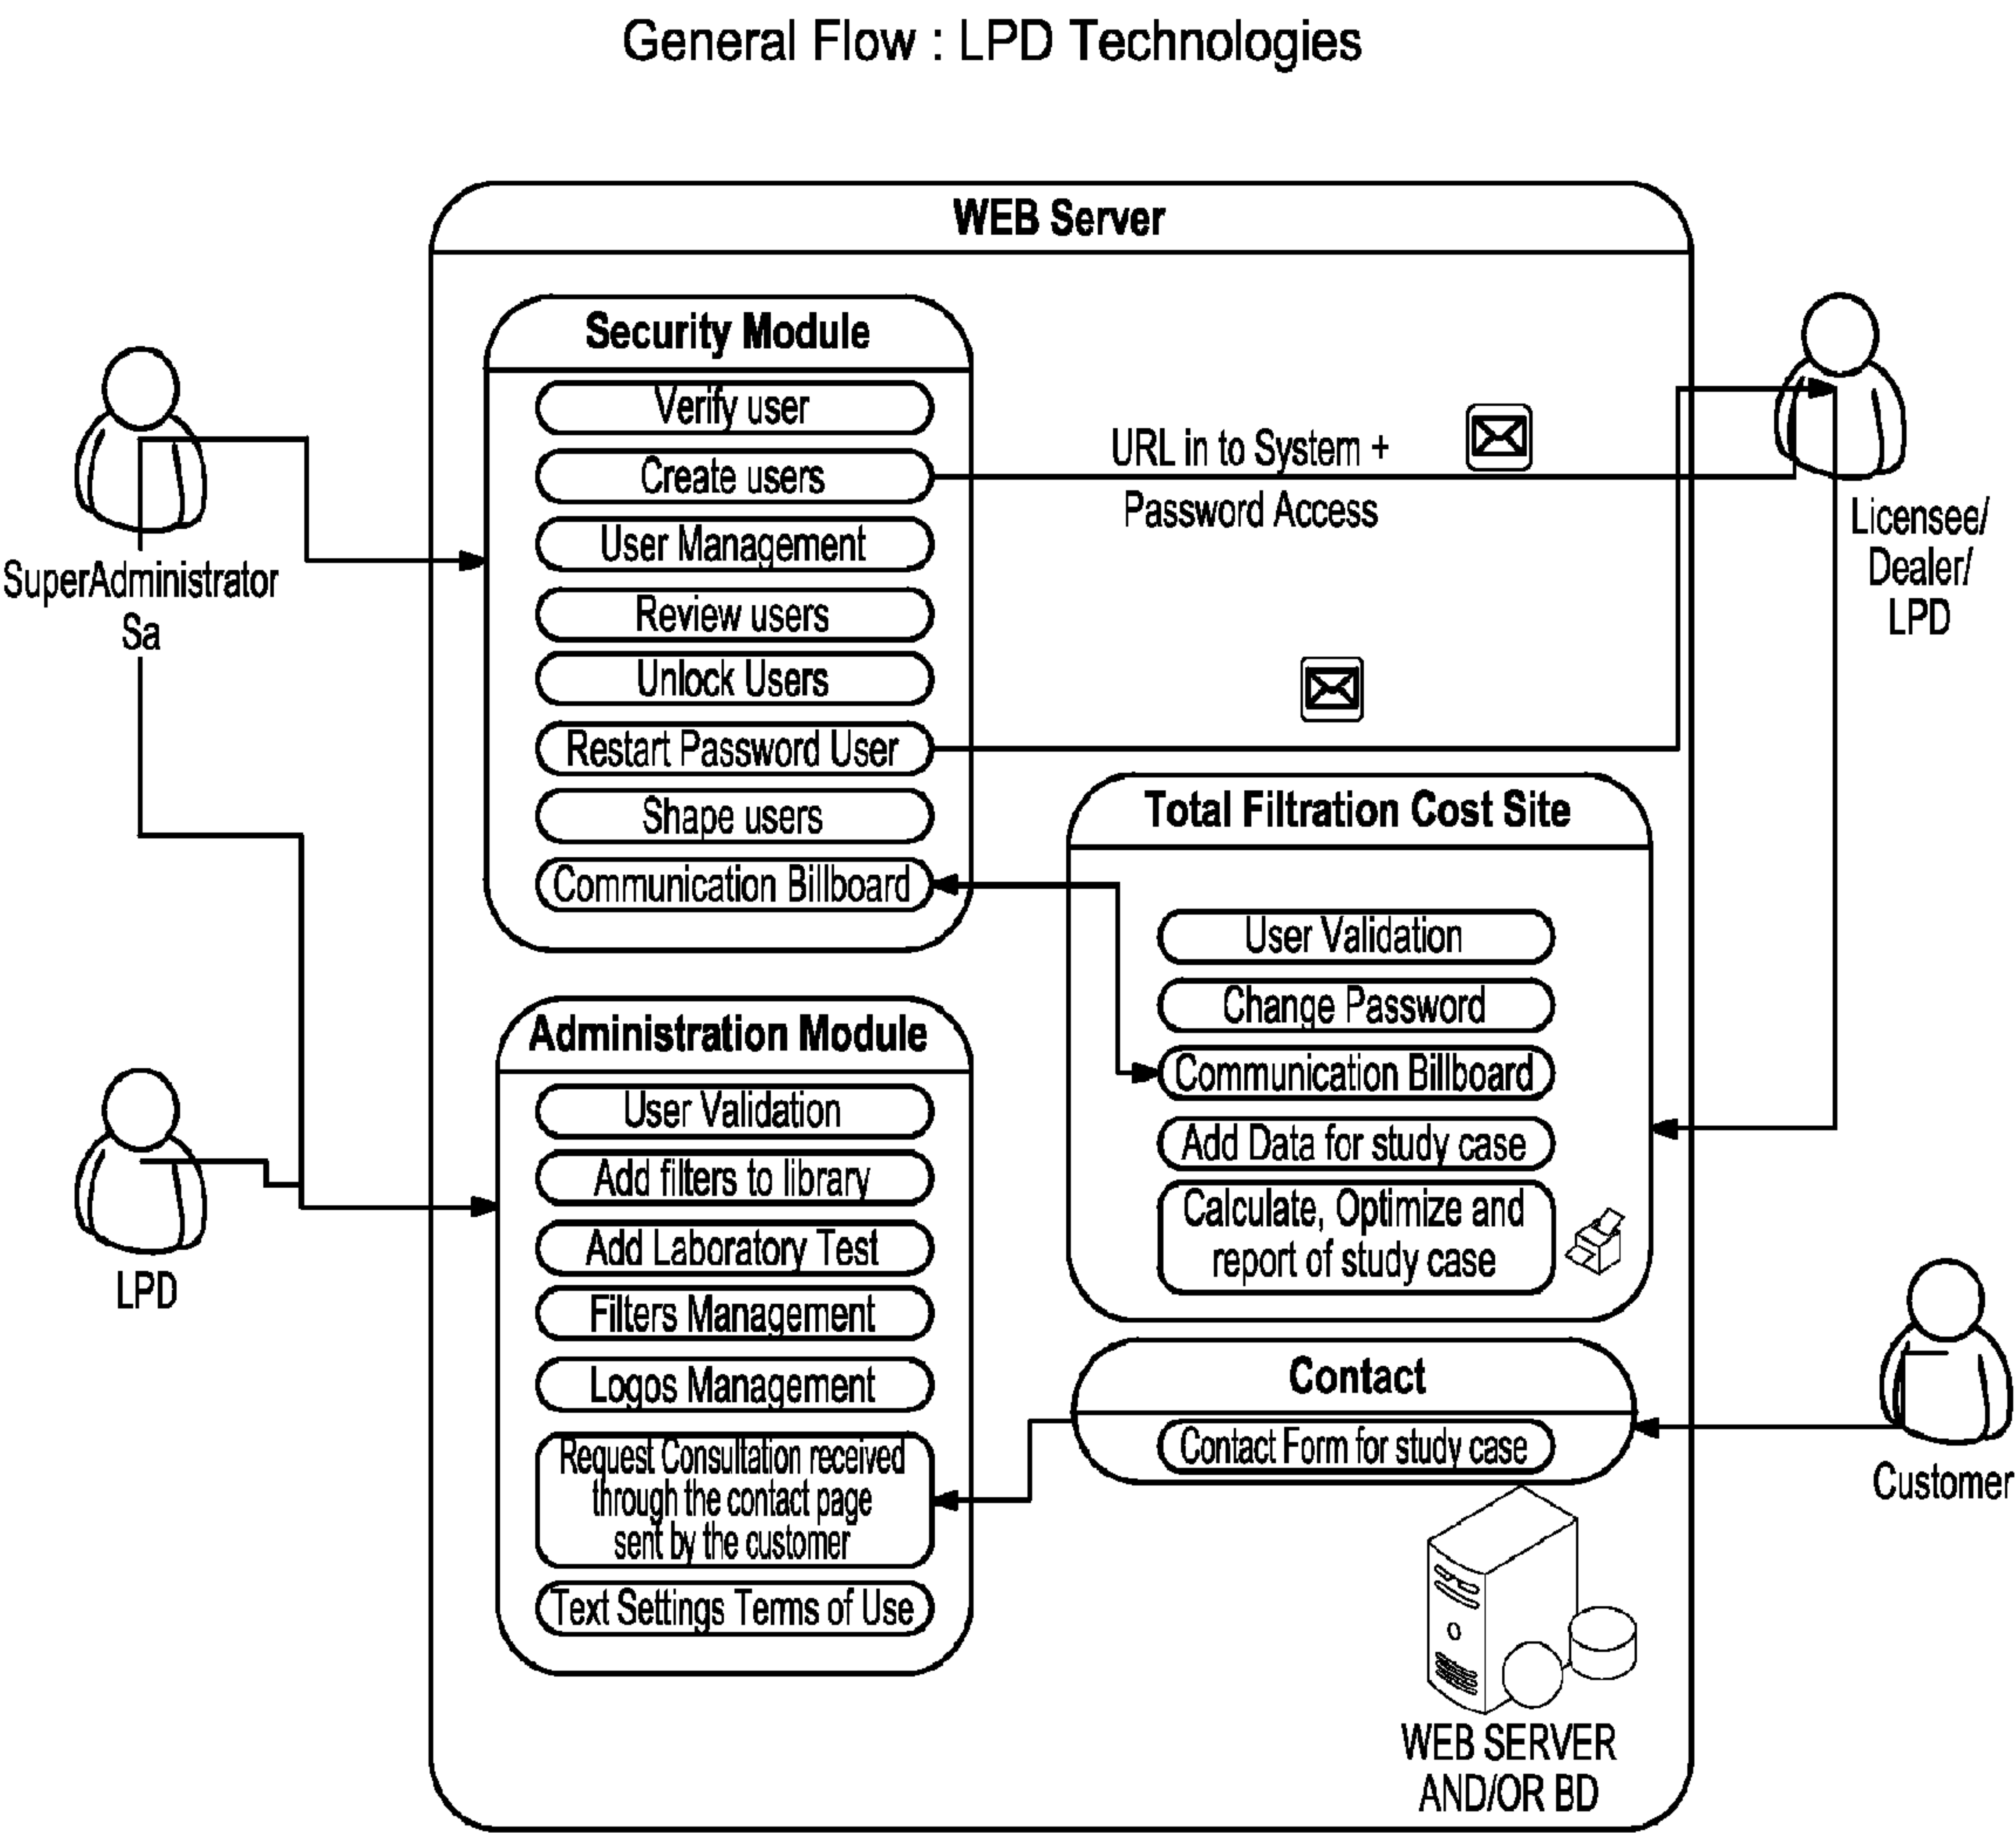 General Flow : LPD Technologies
WEB Server
Security Module
Verify user
Create users
User Management
Review users
Unlock Users
Restart Password User
Shape users
Communication Billboard
URL in to System +
Password Access
SuperAdministrator
Sa
Licensee/
Dealer/
LPD
Total Filtration Cost Site
User Validation
Change Password
Communication Billboard
Add Data for study case
Calculate, Optimize and
report of study case
Administration Module
User Validation
Add filters to library
Add Laboratory Test
Filters Management
Logos Management
Request Consultation received
through the contact page
sent by the customer
Text Settings Terms of Use
LPD
Contact
Contact Form for study case
Customer
WEB SERVER
AND/OR BD